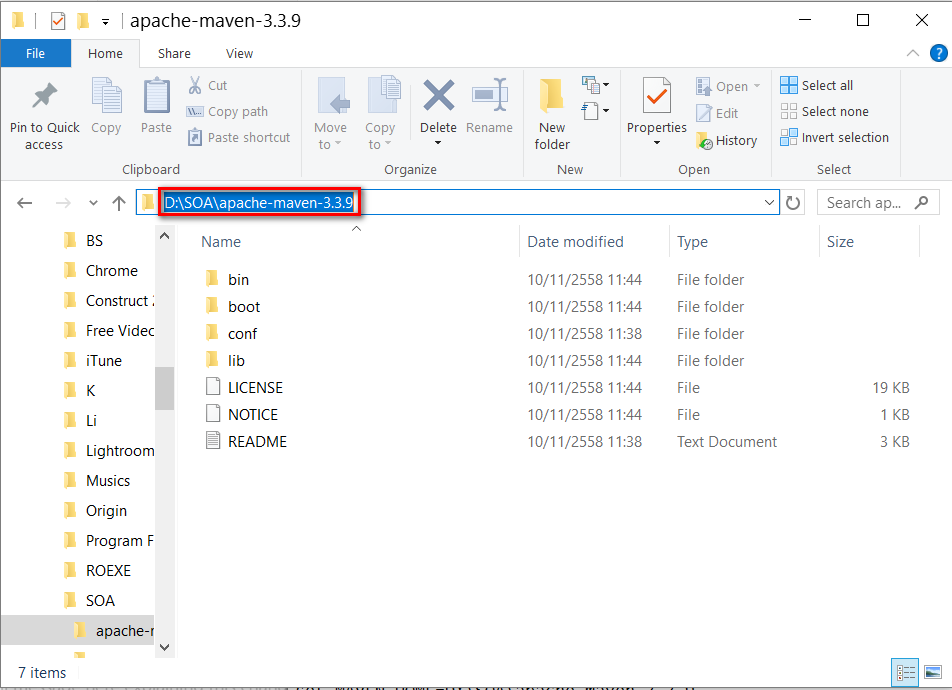 apache-maven-3.3.9
File Home Share View
Pin to Quick access
Copy
Paste
Cut
Copy path
Paste shortcut
Clipboard
Move to
Copy to
Delete
Rename
Organize
New folder
New
Properties
Open
Edit
History
Open
Select all
Select none
Invert selection
Select
D:\SOA\apache-maven-3.3.9
Search ap...
BS
Chrome
Construct
Free Videc
iTune
K
Li
Lightroom
Musics
Origin
Program F
ROEXE
SOA
apache-r
Name Date modified Type Size
bin 10/11/2558 11:44 File folder
boot 10/11/2558 11:44 File folder
conf 10/11/2558 11:38 File folder
lib 10/11/2558 11:44 File folder
LICENSE 10/11/2558 11:44 File 19 KB
NOTICE 10/11/2558 11:44 File 1 KB
README 10/11/2558 11:38 Text Document 3 KB
7 items